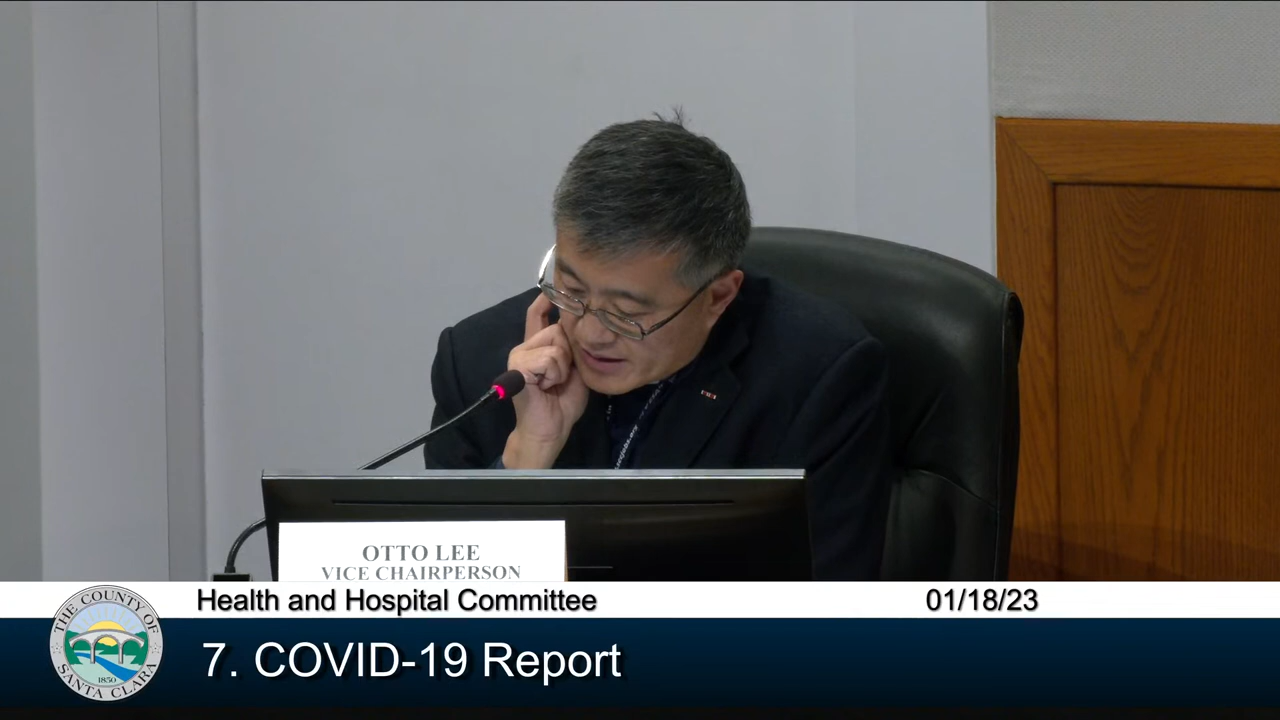 OTTO LEE
VICE CHAIRPERSON
Health and Hospital Committee
01/18/23
THE COUNTY OF
SANTA CLARA
1850
7. COVID-19 Report